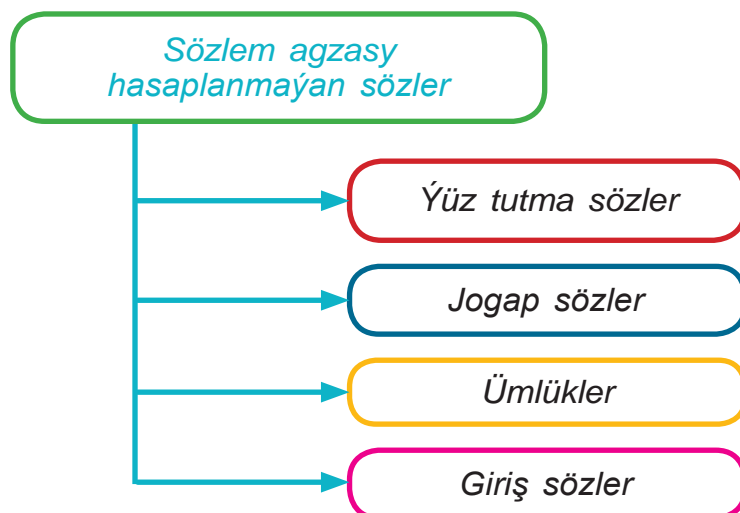 Sözlem agzasy
hasaplanmaýan sözler
Ýüz tutma sözler
Jogap sözler
Ümlükler
Giriş sözler